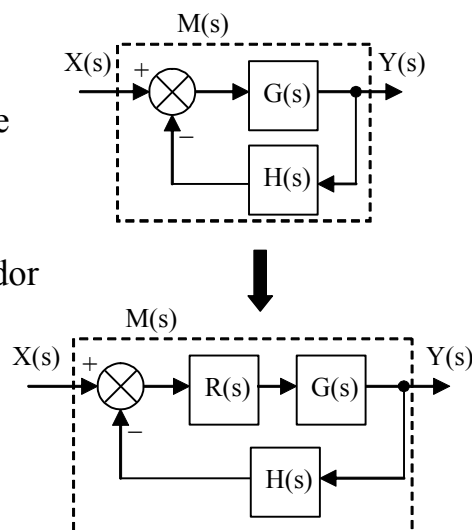 M(s)
X(s) + Y(s)
G(s)
e
−
H(s)
dor
M(s)
X(s) + Y(s)
R(s) G(s)
−
H(s)